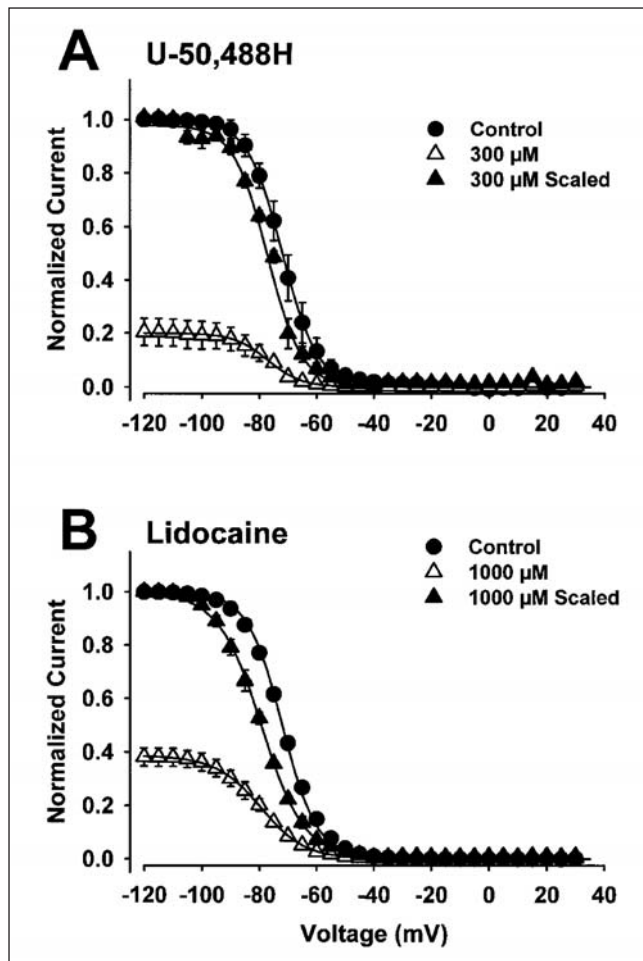 A U-50,488H
Control
300 µM
300 µM Scaled
Normalized Current
1.0
0.8
0.6
0.4
0.2
0.0
-120 -100 -80 -60 -40 -20 0 20 40
B Lidocaine
Control
1000 µM
1000 µM Scaled
Normalized Current
1.0
0.8
0.6
0.4
0.2
0.0
-120 -100 -80 -60 -40 -20 0 20 40
Voltage (mV)